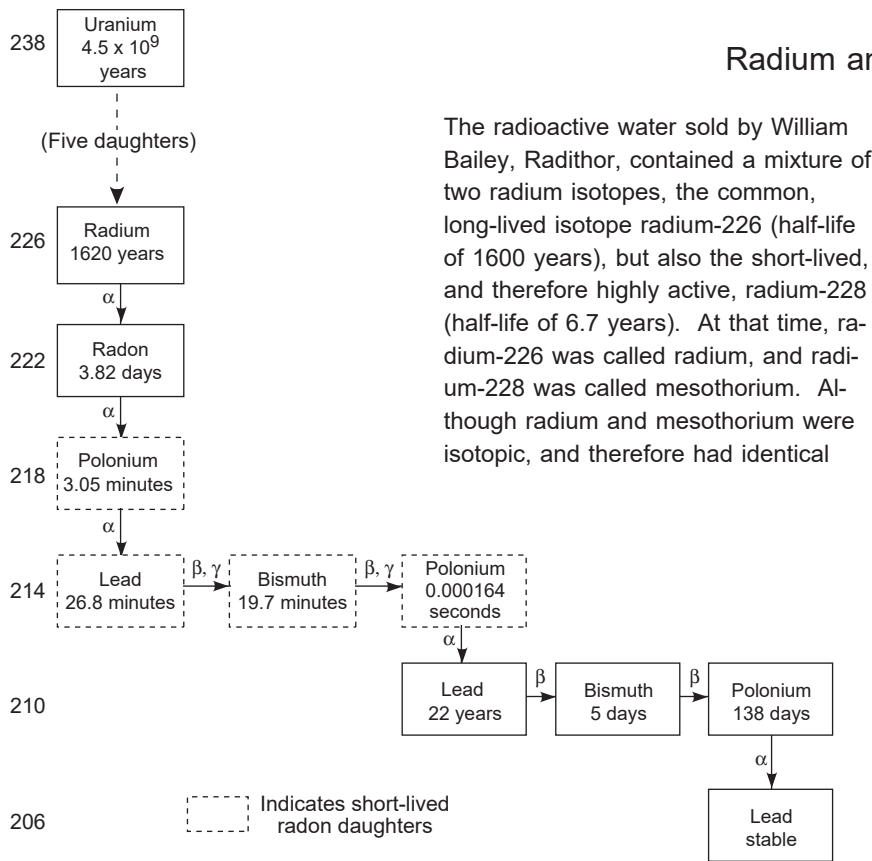 238
Uranium
4.5 x 10⁹
years
(Five daughters)
226
Radium
1620 years
α
222
Radon
3.82 days
α
218
Polonium
3.05 minutes
α
214
Lead
26.8 minutes
β, γ
Bismuth
19.7 minutes
β, γ
Polonium
0.000164
seconds
α
210
Lead
22 years
β
Bismuth
5 days
β
Polonium
138 days
α
206
Lead
stable
Indicates short-lived
radon daughters
Radium
The radioactive water sold by William
Bailey, Radithor, contained a mixture of
two radium isotopes, the common,
long-lived isotope radium-226 (half-life
of 1600 years), but also the short-lived,
and therefore highly active, radium-228
(half-life of 6.7 years). At that time, ra-
dium-226 was called radium, and radi-
um-228 was called mesothorium. Al-
though radium and mesothorium were
isotopic, and therefore had identical